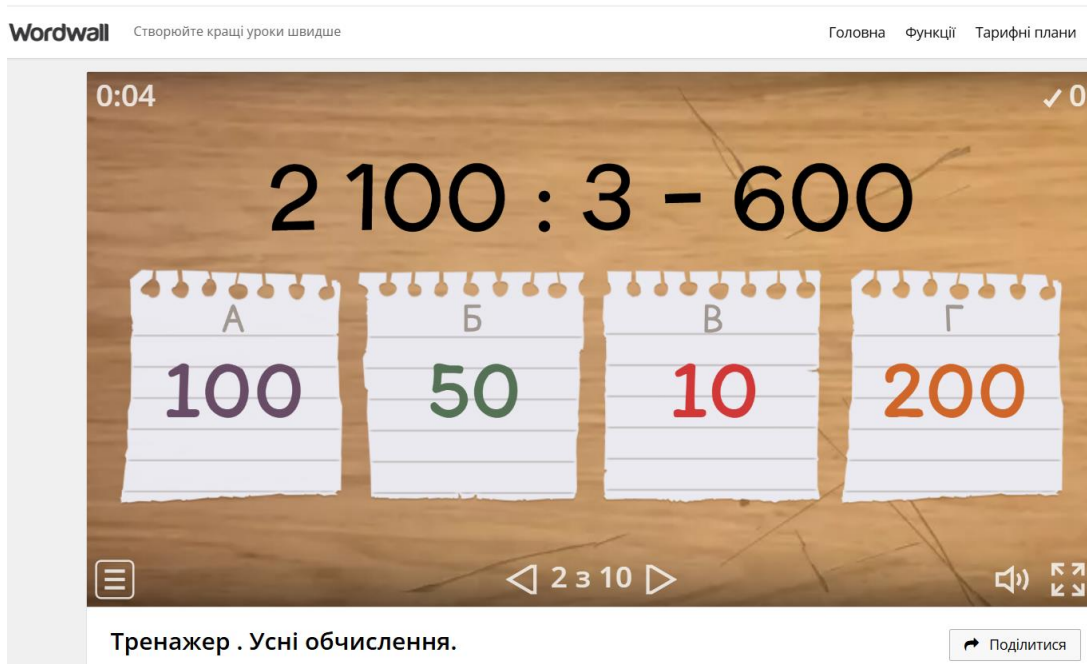 Wordwall Створюйте кращі уроки швидше Головна Функції Тарифні плани
0:04 ✓ 0
2 100 : 3 - 600
А Б В Г
100 50 10 200
2 з 10
Тренажер . Усні обчислення. Поділитися